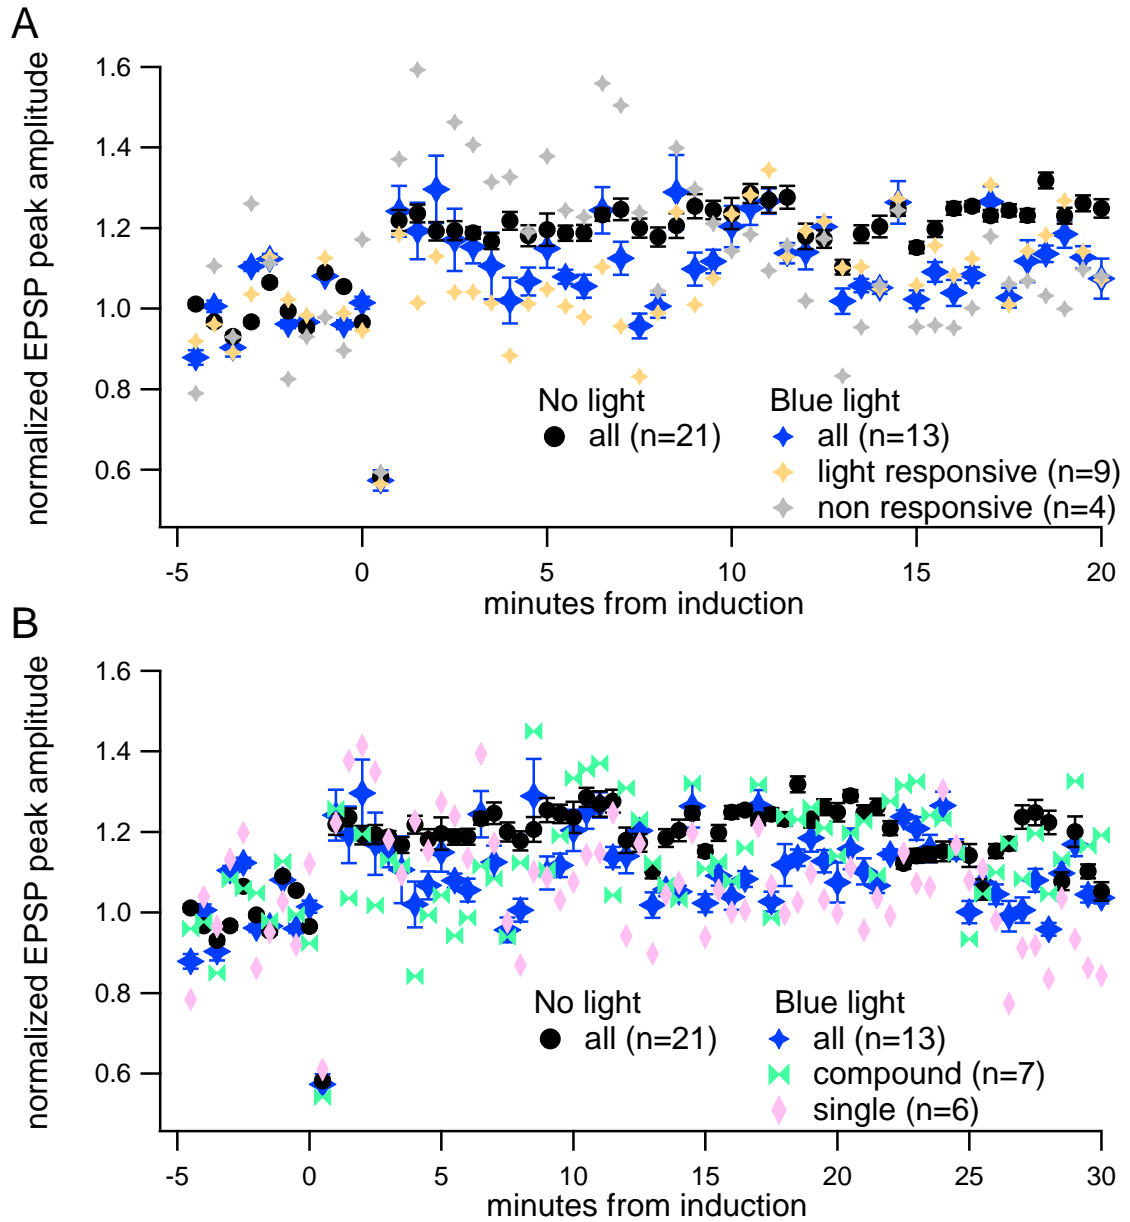 A
normalized EPSP peak amplitude
1.6
1.4
1.2
1.0
0.8
0.6
No light
all (n=21)
Blue light
all (n=13)
light responsive (n=9)
non responsive (n=4)
-5 0 5 10 15 20
minutes from induction
B
normalized EPSP peak amplitude
1.6
1.4
1.2
1.0
0.8
0.6
No light
all (n=21)
Blue light
all (n=13)
compound (n=7)
single (n=6)
-5 0 5 10 15 20 25 30
minutes from induction